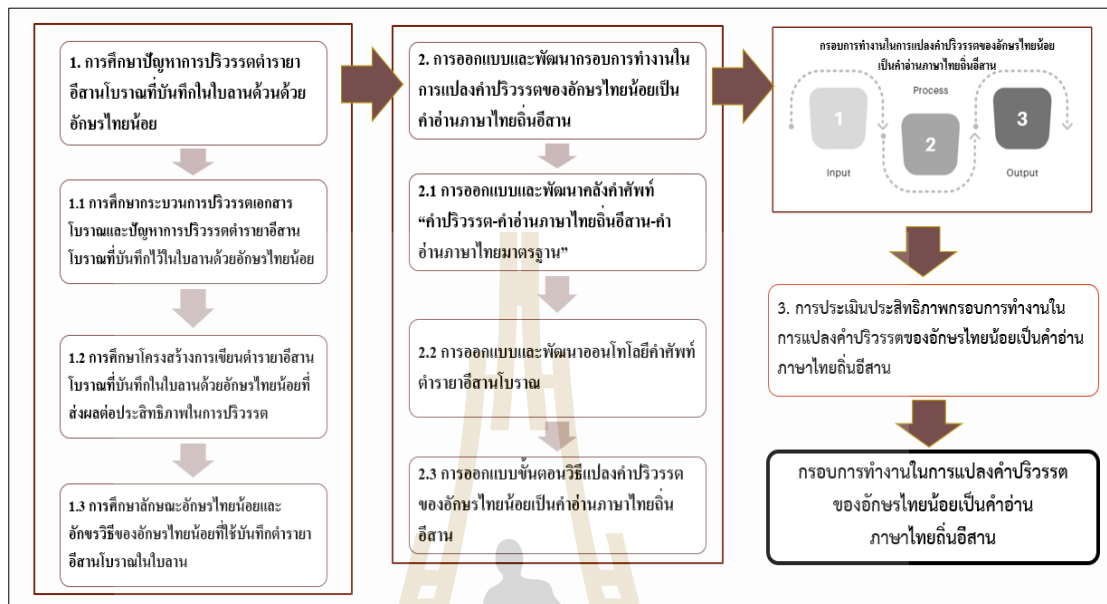 1. การศึกษาปัญหาการปริวรรตตำรายา
อีสานโบราณที่บันทึกในใบลานด้วนด้วย
อักษรไทยน้อย
1.1 การศึกษากระบวนการปริวรรตเอกสาร
โบราณและปัญหาการปริวรรตตำรายาอีสาน
โบราณที่บันทึกไว้ในใบลานด้วยอักษรไทยน้อย
1.2 การศึกษาโครงสร้างการเขียนตำรายาอีสาน
โบราณที่บันทึกในใบลานด้วยอักษรไทยน้อยที่
ส่งผลต่อประสิทธิภาพในการปริวรรต
1.3 การศึกษาลักษณะอักษรไทยน้อยและ
อักขรวิธีของอักษรไทยน้อยที่ใช้บันทึกตำรายา
อีสานโบราณในใบลาน
2. การออกแบบและพัฒนากรอบการทำงานใน
การแปลงคำปริวรรตของอักษรไทยน้อยเป็น
คำอ่านภาษาไทยถิ่นอีสาน
2.1 การออกแบบและพัฒนาคลังคำศัพท์
“คำปริวรรต-คำอ่านภาษาไทยถิ่นอีสาน-คำ
อ่านภาษาไทยมาตรฐาน”
2.2 การออกแบบและพัฒนาออนโทโลยีคำศัพท์
ตำรายาอีสานโบราณ
2.3 การออกแบบขั้นตอนวิธีแปลงคำปริวรรต
ของอักษรไทยน้อยเป็นคำอ่านภาษาไทยถิ่น
อีสาน
กรอบการทำงานในการแปลงคำปริวรรตของอักษรไทยน้อย
เป็นคำอ่านภาษาไทยถิ่นอีสาน
Process
1
2
3
Input
Output
3. การประเมินประสิทธิภาพกรอบการทำงานใน
การแปลงคำปริวรรตของอักษรไทยน้อยเป็นคำอ่าน
ภาษาไทยถิ่นอีสาน
กรอบการทำงานในการแปลงคำปริวรรต
ของอักษรไทยน้อยเป็นคำอ่าน
ภาษาไทยถิ่นอีสาน